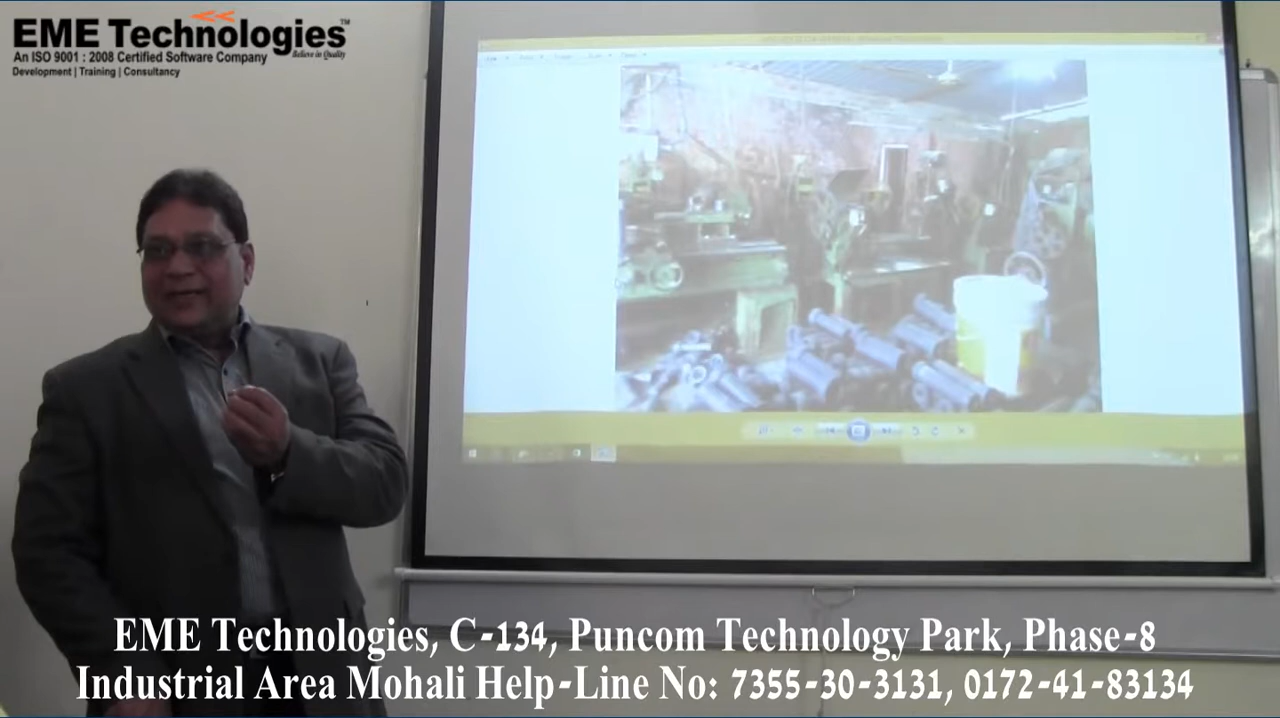 EME Technologies™
Believe in Quality
An ISO 9001 : 2008 Certified Software Company
Development | Training | Consultancy
EME Technologies, C-134, Puncom Technology Park, Phase-8
Industrial Area Mohali Help-Line No: 7355-30-3131, 0172-41-83134